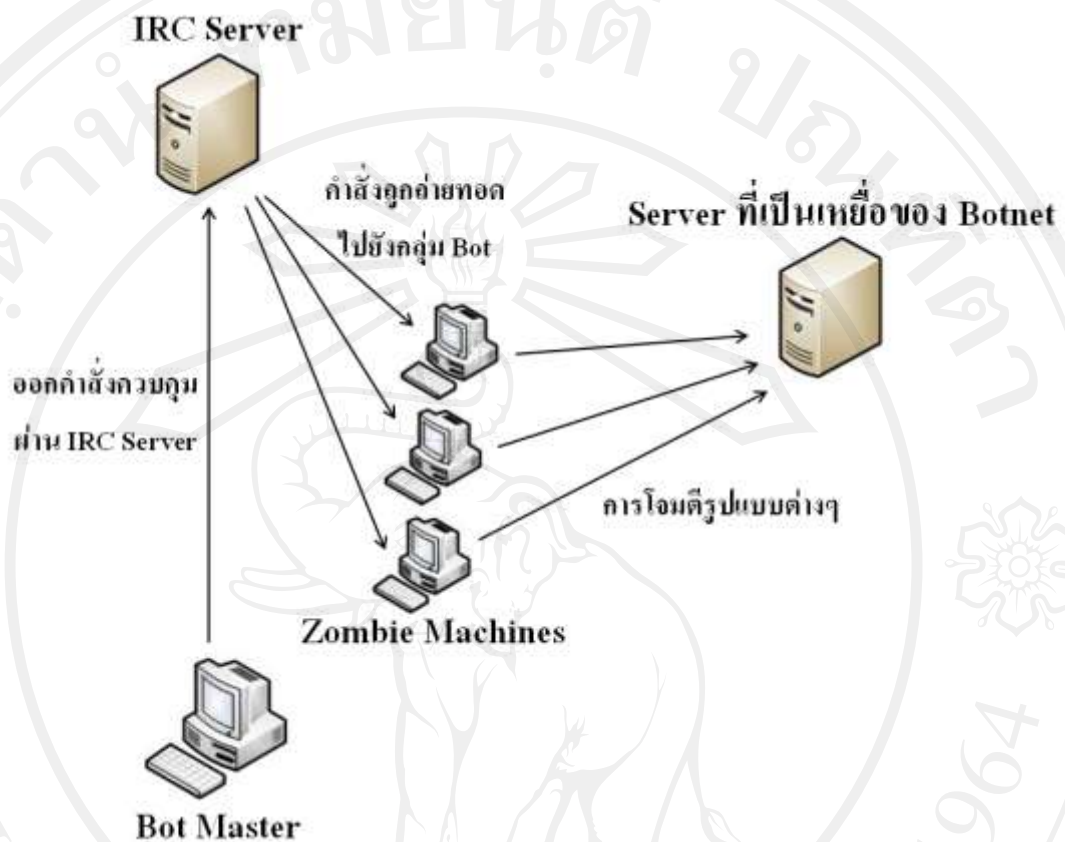 IRC Server
คำสั่งถูกถ่ายทอด
ไปยังกลุ่ม Bot
Server ที่เป็นเหยื่อของ Botnet
ออกคำสั่งควบคุม
ผ่าน IRC Server
การโจมตีรูปแบบต่างๆ
Zombie Machines
Bot Master
964